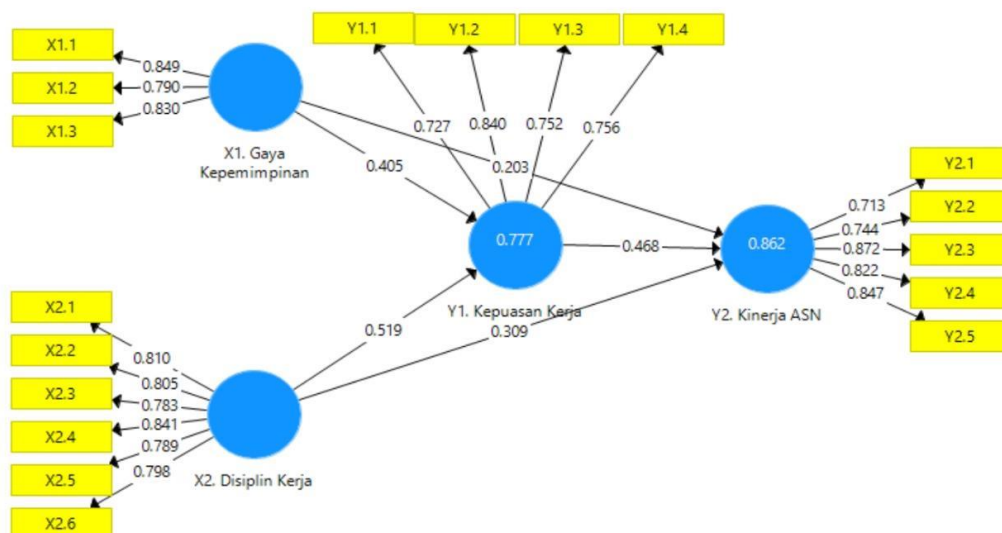 X1.1
X1.2
X1.3
0.849
0.790
0.830
X1. Gaya
Kepemimpinan
Y1.1
Y1.2
Y1.3
Y1.4
0.727
0.840
0.752
0.756
0.405
0.203
0.777
Y1. Kepuasan Kerja
0.468
0.519
0.309
0.862
Y2. Kinerja ASN
0.713
0.744
0.872
0.822
0.847
Y2.1
Y2.2
Y2.3
Y2.4
Y2.5
X2.1
X2.2
X2.3
X2.4
X2.5
X2.6
0.810
0.805
0.783
0.841
0.789
0.798
X2. Disiplin Kerja